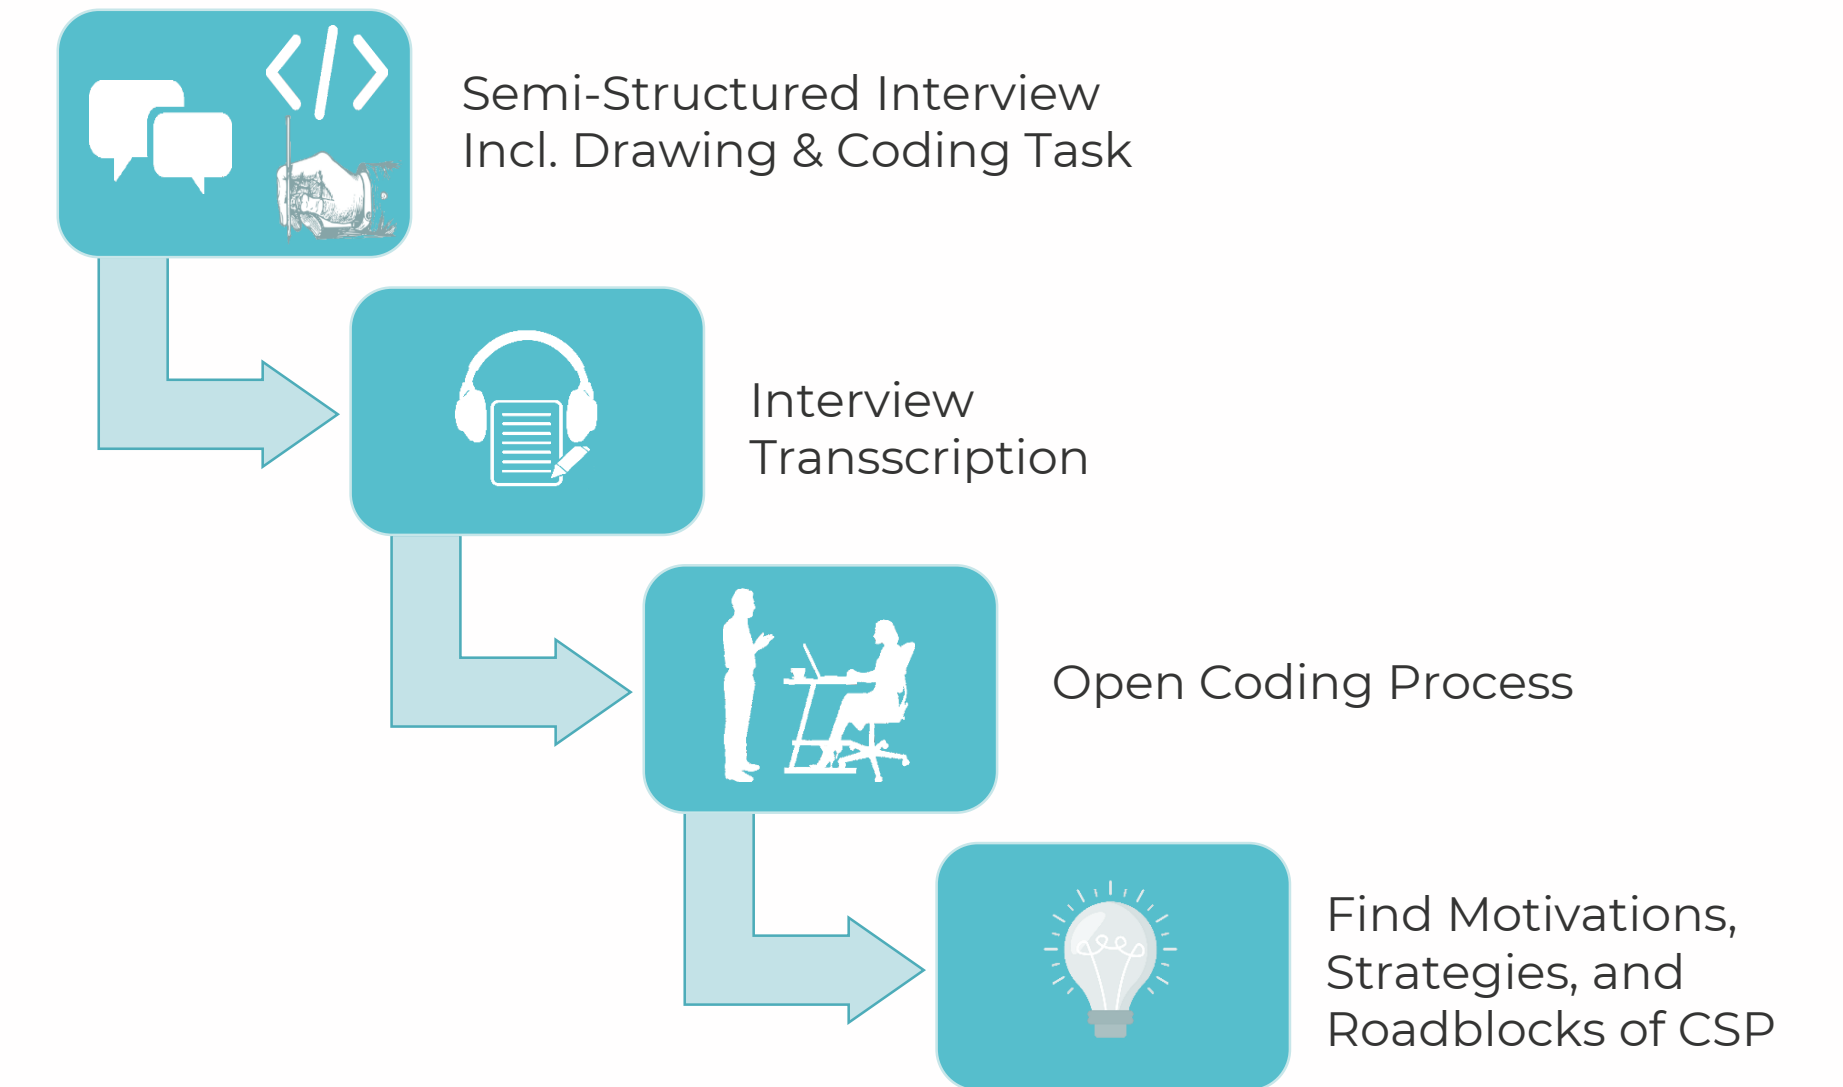 Semi-Structured Interview
Incl. Drawing & Coding Task
Interview
Transscription
Open Coding Process
Find Motivations,
Strategies, and
Roadblocks of CSP